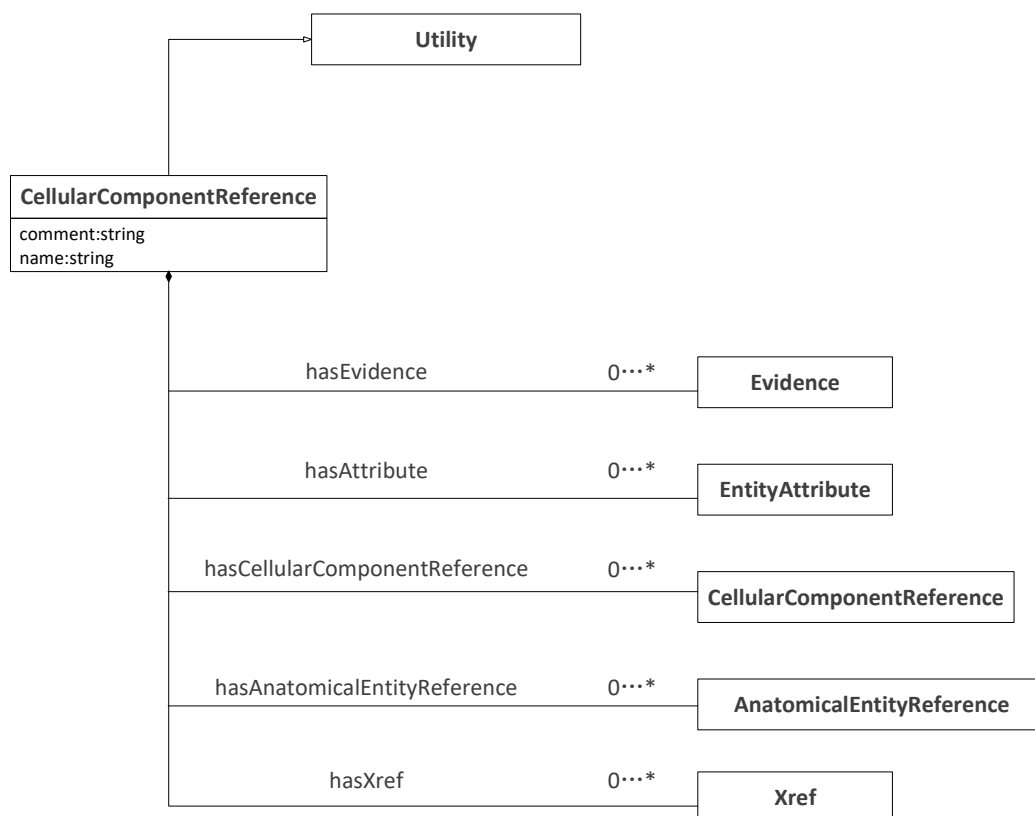 Utility
CellularComponentReference
comment:string
name:string
hasEvidence 0⋯*
Evidence
hasAttribute 0⋯*
EntityAttribute
hasCellularComponentReference 0⋯*
CellularComponentReference
hasAnatomicalEntityReference 0⋯*
AnatomicalEntityReference
hasXref 0⋯*
Xref